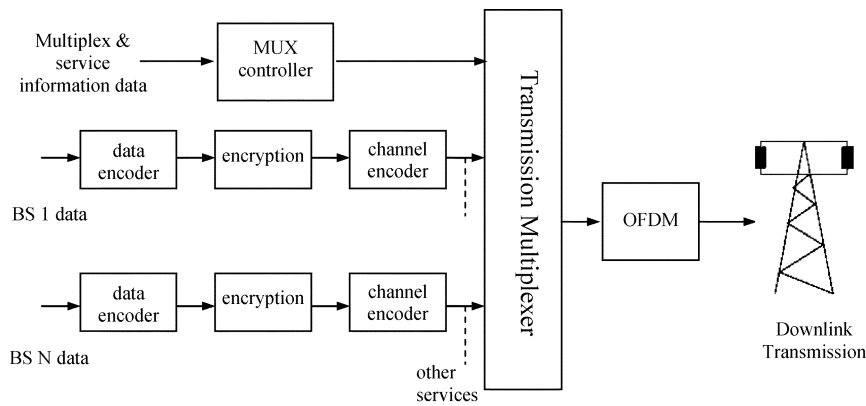 Multiplex &
service
information data
MUX
controller
data
encoder
encryption
channel
encoder
BS 1 data
data
encoder
encryption
channel
encoder
BS N data
other
services
Transmission Multiplexer
OFDM
Downlink
Transmission